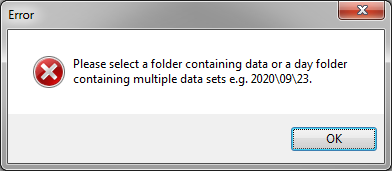 Error
Please select a folder containing data or a day folder
containing multiple data sets e.g. 2020\09\23.
OK